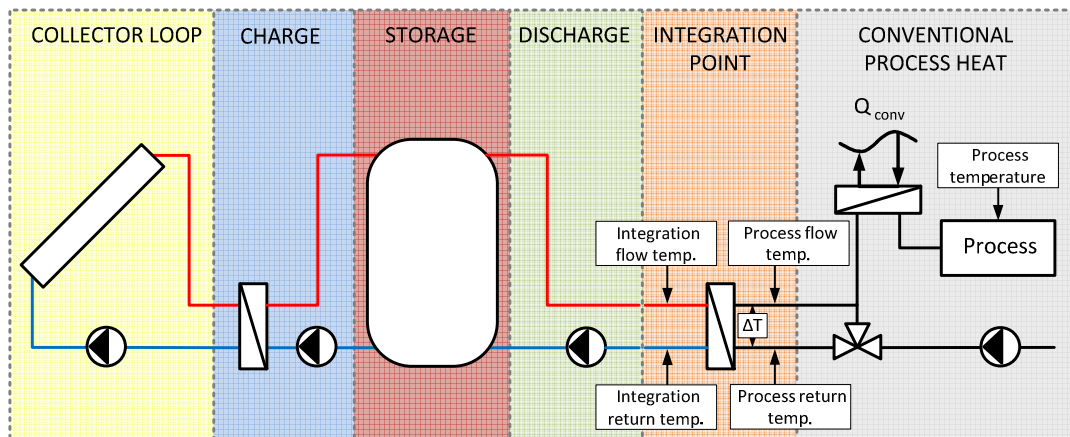 COLLECTOR LOOP
CHARGE
STORAGE
DISCHARGE
INTEGRATION
POINT
CONVENTIONAL
PROCESS HEAT
Q conv
Process
temperature
Process
Integration
flow temp.
Process flow
temp.
ΔT
Integration
return temp.
Process return
temp.